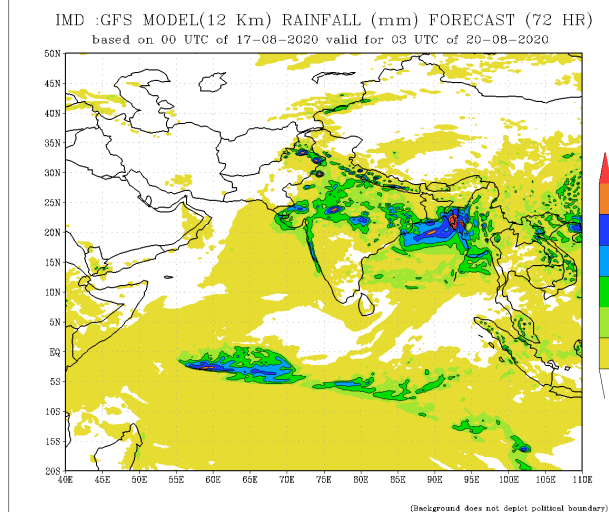 IMD :GFS MODEL(12 Km) RAINFALL (mm) FORECAST (72 HR)
based on 00 UTC of 17-08-2020 valid for 03 UTC of 20-08-2020
50N
45N
40N
35N
30N
25N
20N
15N
10N
5N
EQ
5S
10S
15S
20S
40E 45E 50E 55E 60E 65E 70E 75E 80E 85E 90E 95E 100E 105E 110E
(Background does not depict political boundary)